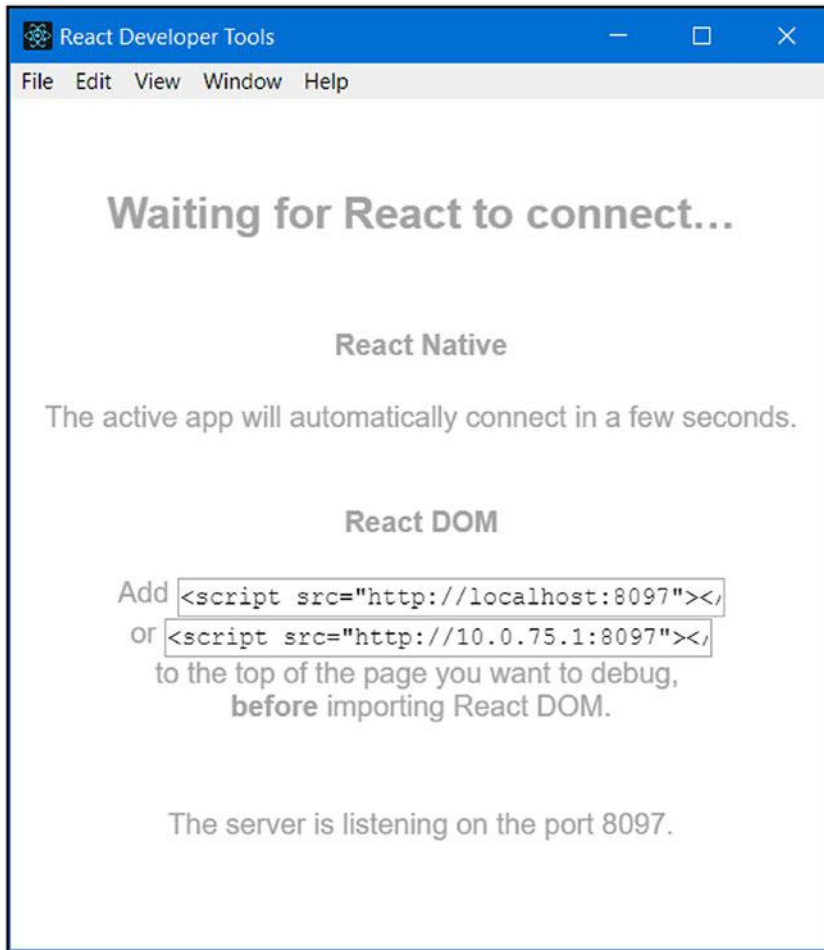 React Developer Tools
File Edit View Window Help
Waiting for React to connect…
React Native
The active app will automatically connect in a few seconds.
React DOM
Add <script src="http://localhost:8097"></
or <script src="http://10.0.75.1:8097"></
to the top of the page you want to debug,
before importing React DOM.
The server is listening on the port 8097.